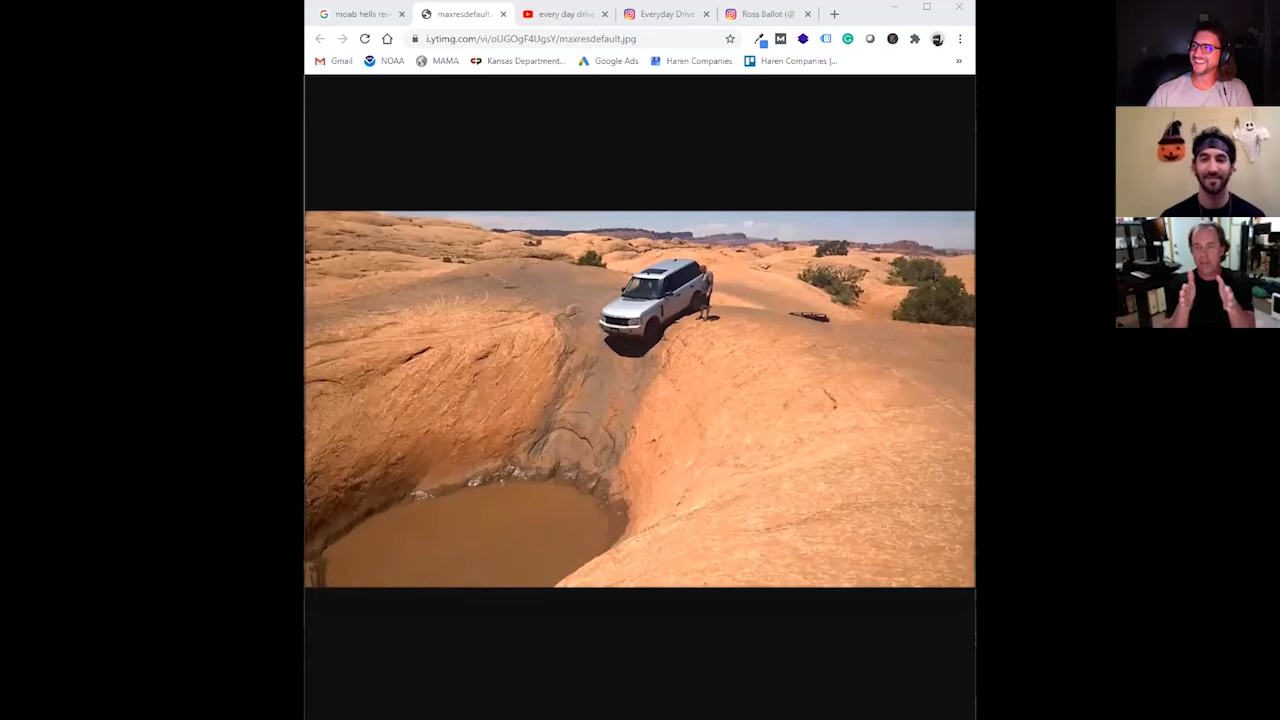 moab hells rev
maxresdefault.
every day drive
Everyday Drive
Ross Ballot (@
i.ytimg.com/vi/oUGOgF4UgsY/maxresdefault.jpg
Gmail
NOAA
MAMA
Kansas Department...
Google Ads
Haren Companies
Haren Companies |...